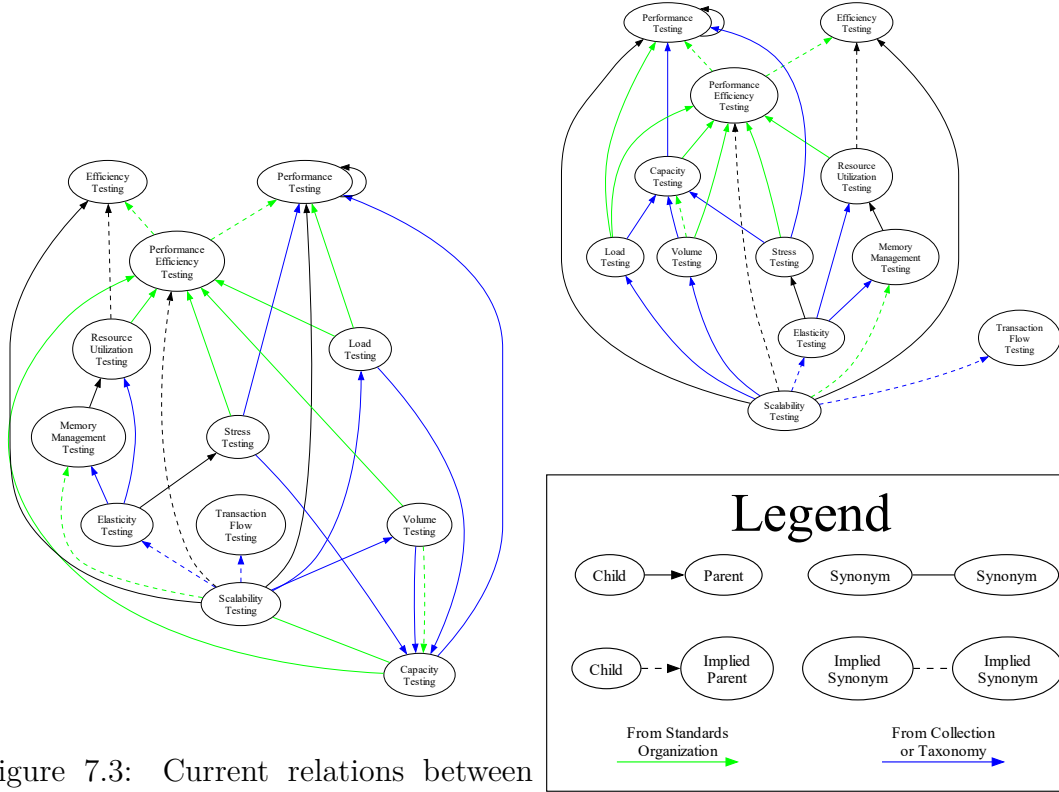 Efficiency
Testing
Performance
Testing
Performance
Efficiency
Testing
Resource
Utilization
Testing
Load
Testing
Memory
Management
Testing
Stress
Testing
Elasticity
Testing
Transaction
Flow
Testing
Volume
Testing
Scalability
Testing
Capacity
Testing
igure 7.3: Current relations between
Performance
Testing
Efficiency
Testing
Performance
Efficiency
Testing
Capacity
Testing
Resource
Utilization
Testing
Load
Testing
Volume
Testing
Stress
Testing
Memory
Management
Testing
Elasticity
Testing
Transaction
Flow
Testing
Scalability
Testing
Legend
Child
Parent
Synonym
Synonym
Child
Implied
Parent
Implied
Synonym
Implied
Synonym
From Standards
Organization
From Collection
or Taxonomy